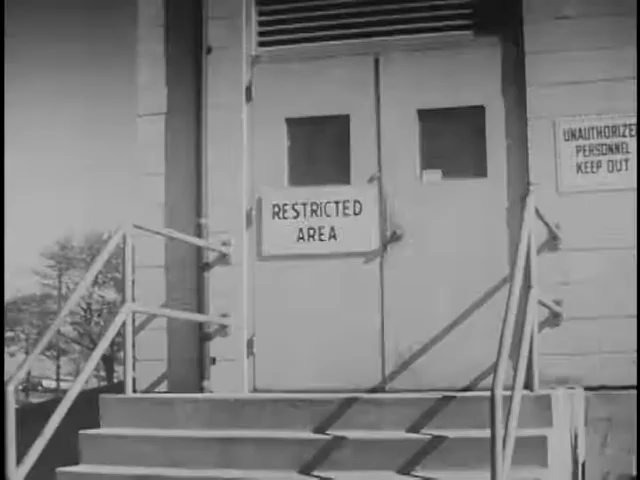 RESTRICTED
AREA
UNAUTHORIZE
PERSONNEL
KEEP OUT